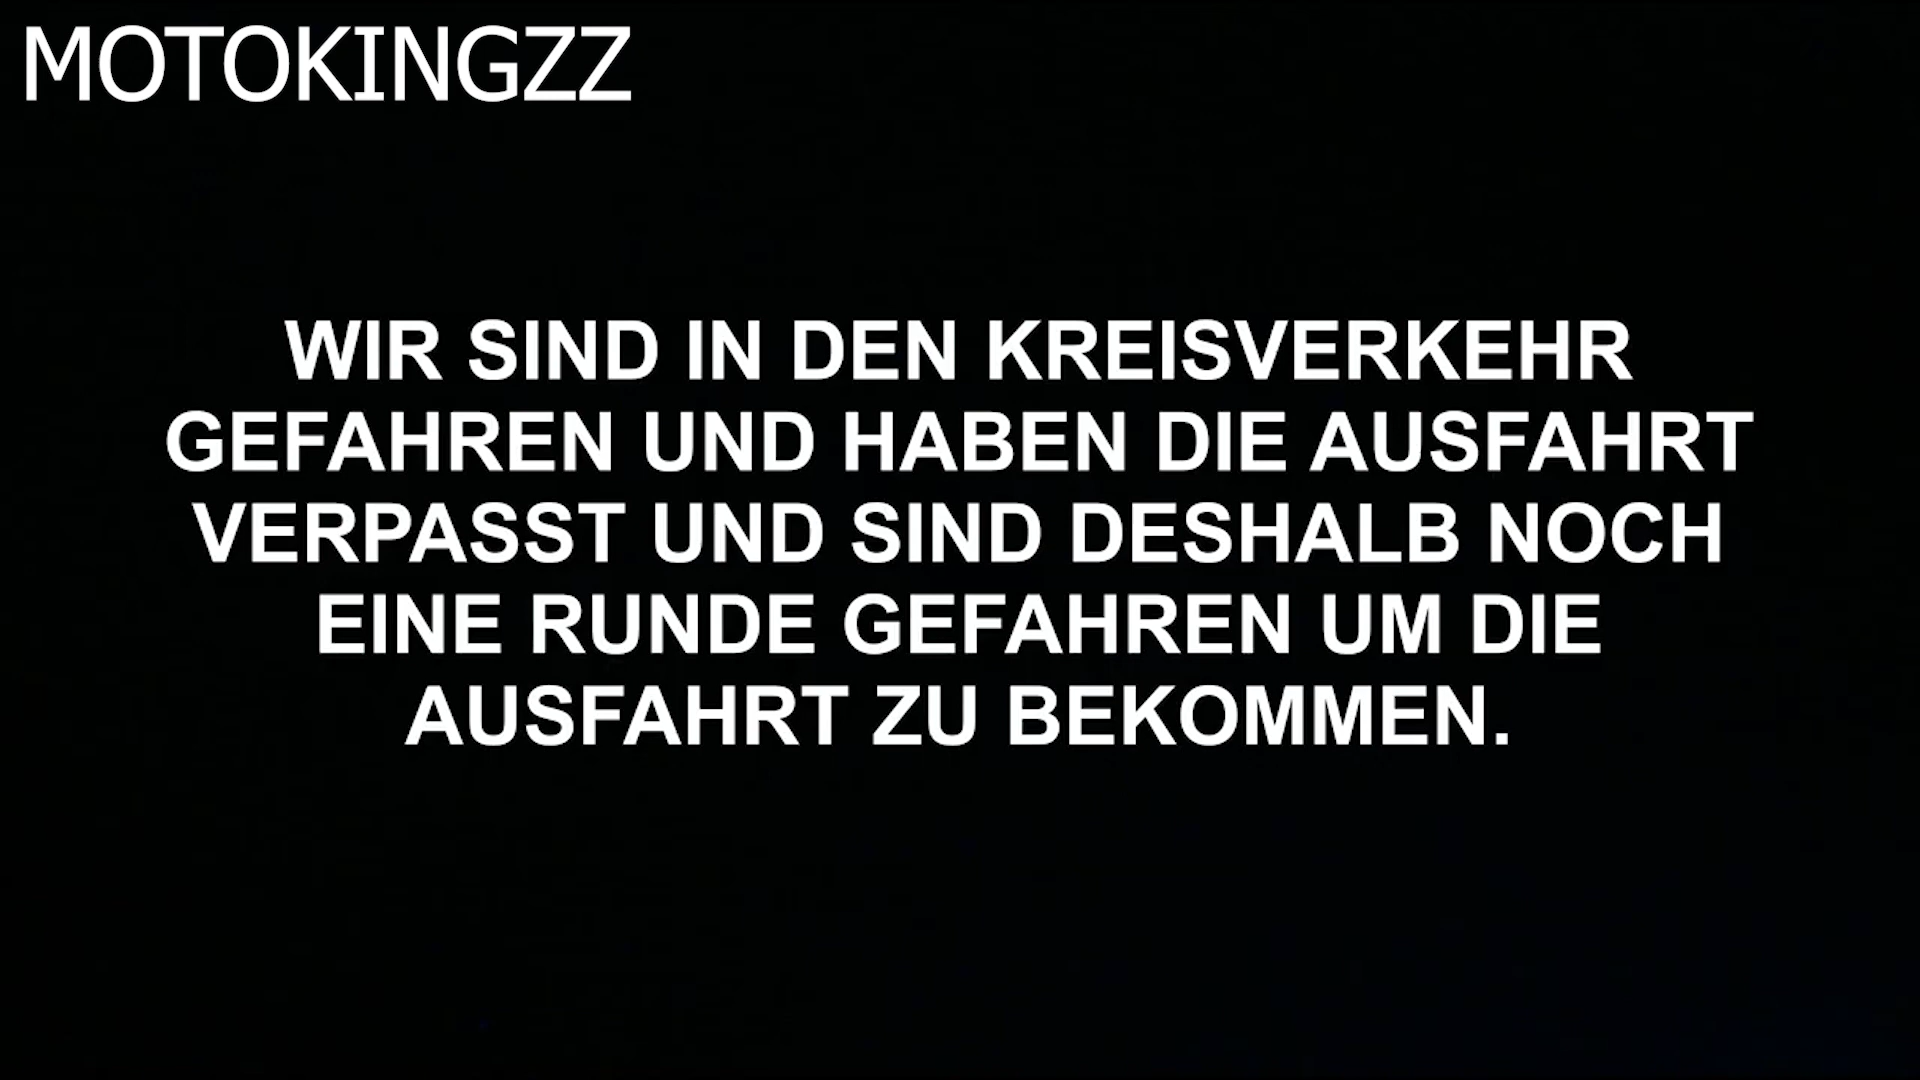 MOTOKINGZZ
WIR SIND IN DEN KREISVERKEHR
GEFAHREN UND HABEN DIE AUSFAHRT
VERPASST UND SIND DESHALB NOCH
EINE RUNDE GEFAHREN UM DIE
AUSFAHRT ZU BEKOMMEN.